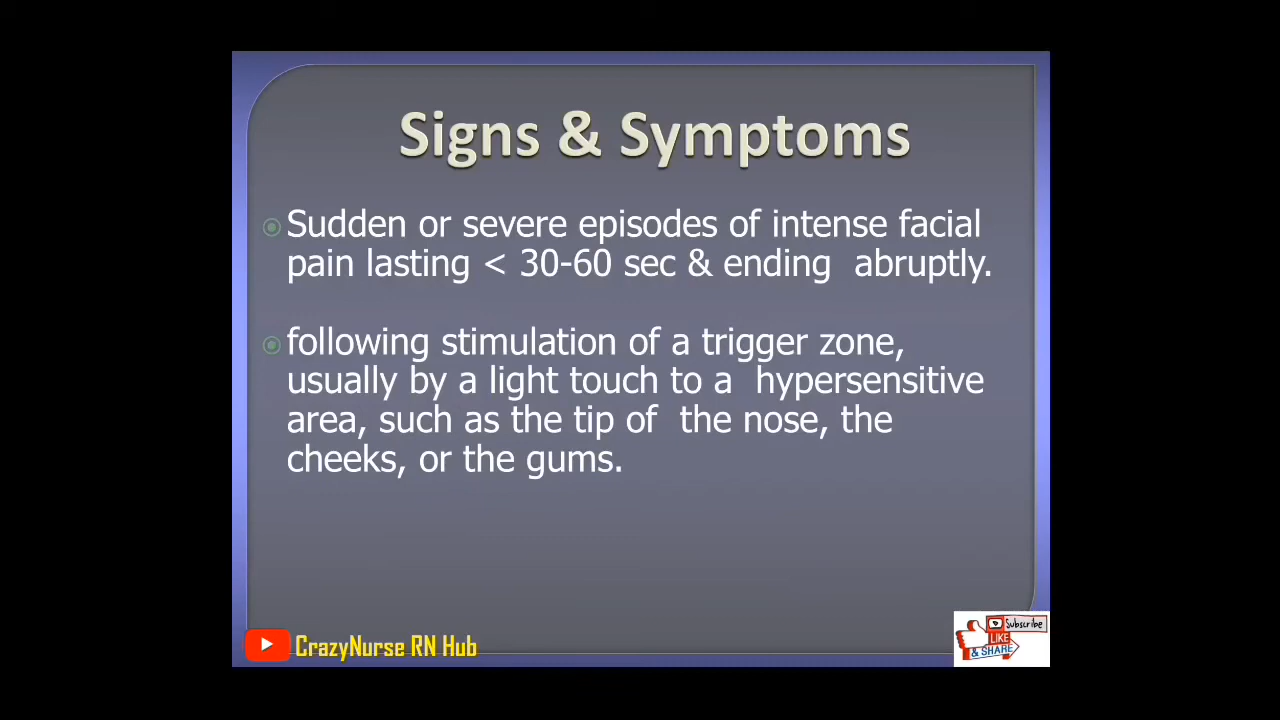 Signs & Symptoms
Sudden or severe episodes of intense facial
pain lasting < 30-60 sec & ending abruptly.
following stimulation of a trigger zone,
usually by a light touch to a hypersensitive
area, such as the tip of the nose, the
cheeks, or the gums.
CrazyNurse RN Hub
Subscribe
LIKE
& SHARE